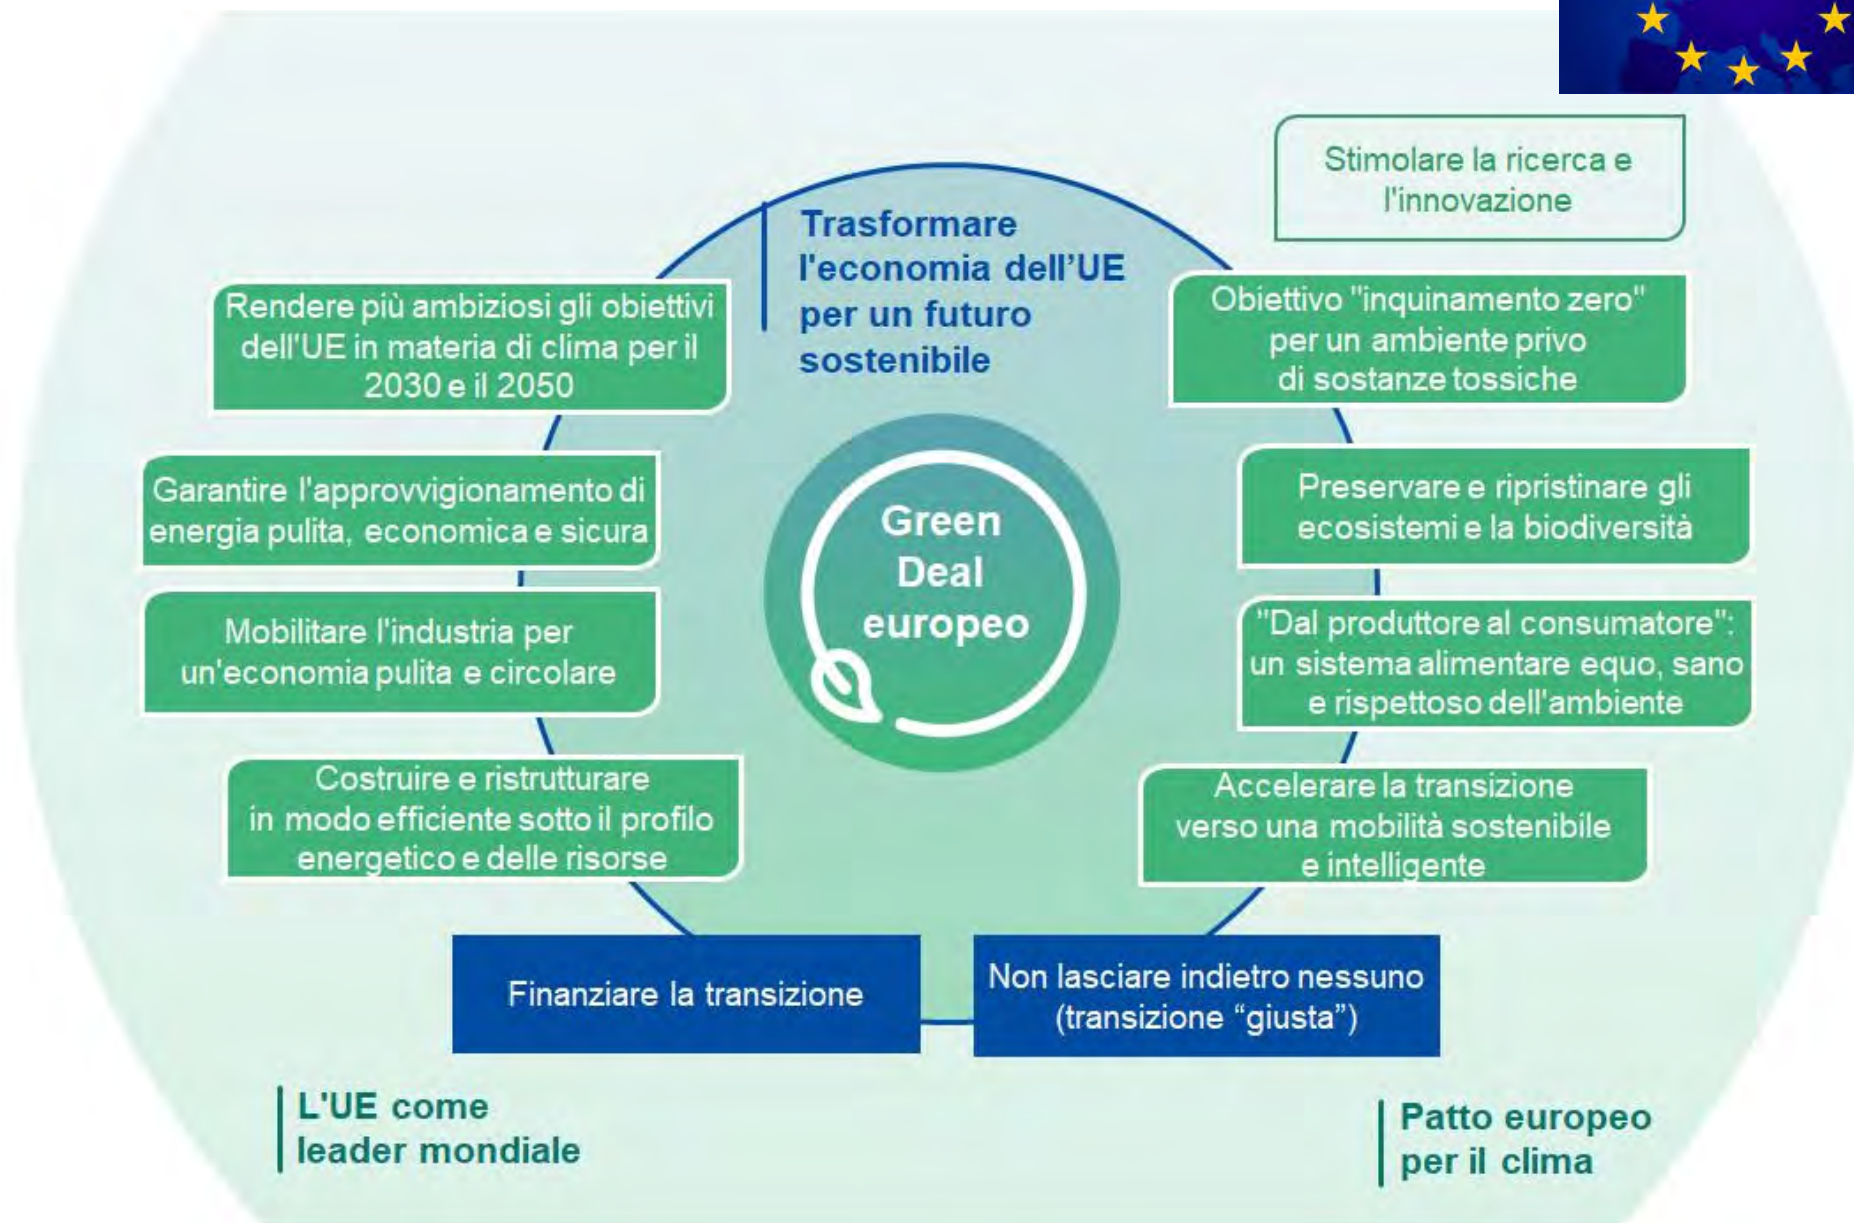 Stimolare la ricerca e
l'innovazione
Trasformare
l'economia dell’UE
per un futuro
sostenibile
Rendere più ambiziosi gli obiettivi
dell'UE in materia di clima per il
2030 e il 2050
Obiettivo "inquinamento zero"
per un ambiente privo
di sostanze tossiche
Garantire l'approvvigionamento di
energia pulita, economica e sicura
Preservare e ripristinare gli
ecosistemi e la biodiversità
Green
Deal
europeo
Mobilitare l'industria per
un'economia pulita e circolare
"Dal produttore al consumatore":
un sistema alimentare equo, sano
e rispettoso dell'ambiente
Costruire e ristrutturare
in modo efficiente sotto il profilo
energetico e delle risorse
Accelerare la transizione
verso una mobilità sostenibile
e intelligente
Finanziare la transizione
Non lasciare indietro nessuno
(transizione “giusta”)
L'UE come
leader mondiale
Patto europeo
per il clima